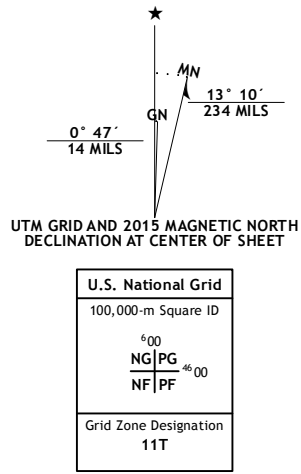 MN
GN
13° 10´
234 MILS
0° 47´
14 MILS
UTM GRID AND 2015 MAGNETIC NORTH
DECLINATION AT CENTER OF SHEET
U.S. National Grid
100,000-m Square ID
⁶00
NG PG
⁴⁶00
NF PF
Grid Zone Designation
11T